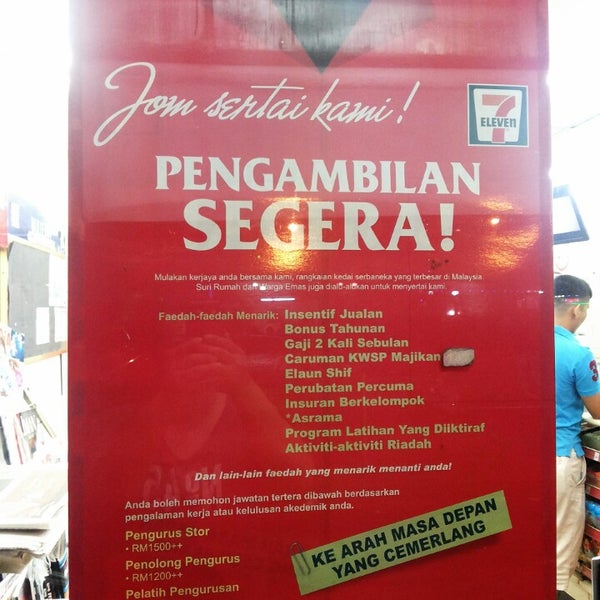 Jom sertai kami!
7
ELEVEn
PENGAMBILAN
SEGERA!
Mulakan kerjaya anda bersama kami, rangkaian kedai serbaneka yang terbesar di Malaysia
Suri Rumah dan Warga Emas juga dialu-alukan untuk menyertai kami.
Faedah-faedah Menarik: Insentif Jualan
Bonus Tahunan
Gaji 2 Kali Sebulan
Caruman KWSP Majikan
Elaun Shif
Perubatan Percuma
Insuran Berkelompok
*Asrama
Program Latihan Yang Diiktiraf
Aktiviti-aktiviti Riadah
Dan lain-lain faedah yang menarik menanti anda!
Anda boleh memohon jawatan tertera dibawah berdasarkan
pengalaman kerja atau kelulusan akedemik anda.
Pengurus Stor
• RM1500++
Penolong Pengurus
• RM1200++
Pelatih Pengurusan
KE ARAH MASA DEPAN
YANG CEMERLANG